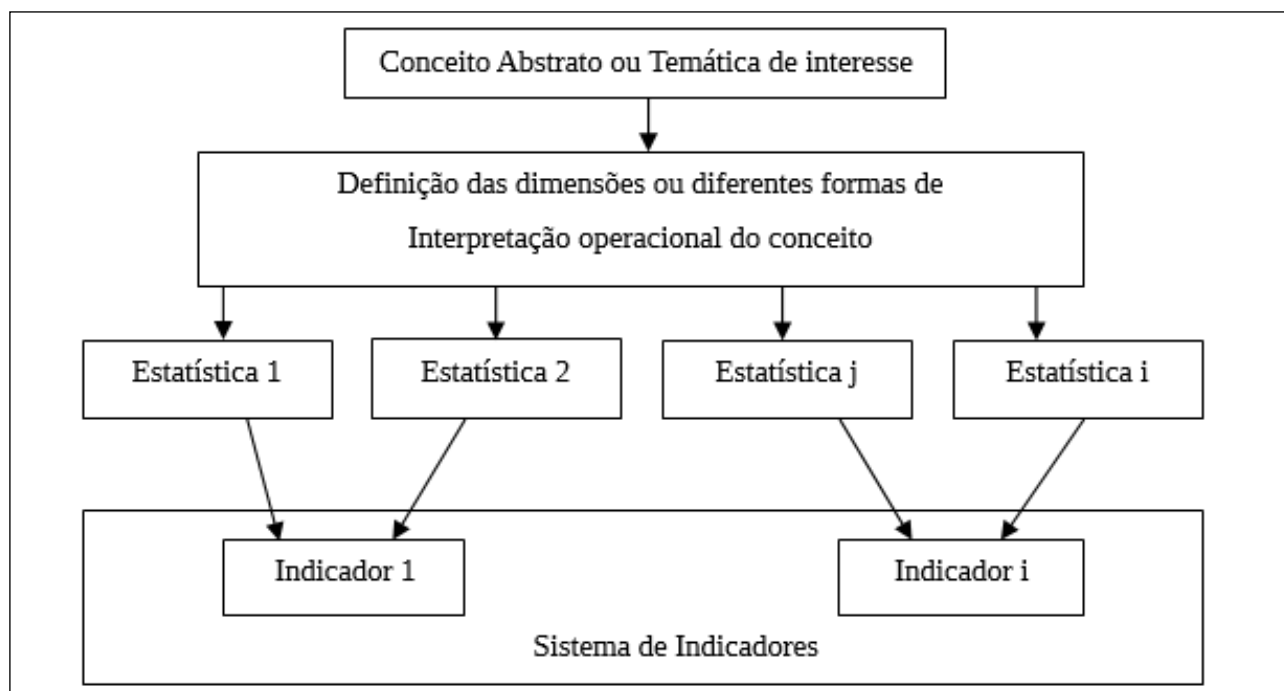 Conceito Abstrato ou Temática de interesse
Definição das dimensões ou diferentes formas de
Interpretação operacional do conceito
Estatística 1
Estatística 2
Estatística j
Estatística i
Indicador 1
Indicador i
Sistema de Indicadores